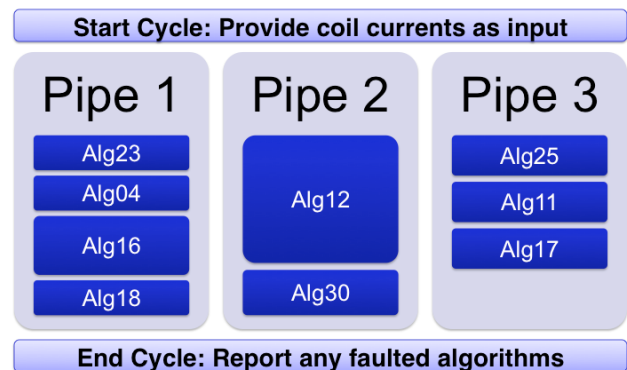 Start Cycle: Provide coil currents as input
Pipe 1
Alg23
Alg04
Alg16
Alg18
Pipe 2
Alg12
Alg30
Pipe 3
Alg25
Alg11
Alg17
End Cycle: Report any faulted algorithms